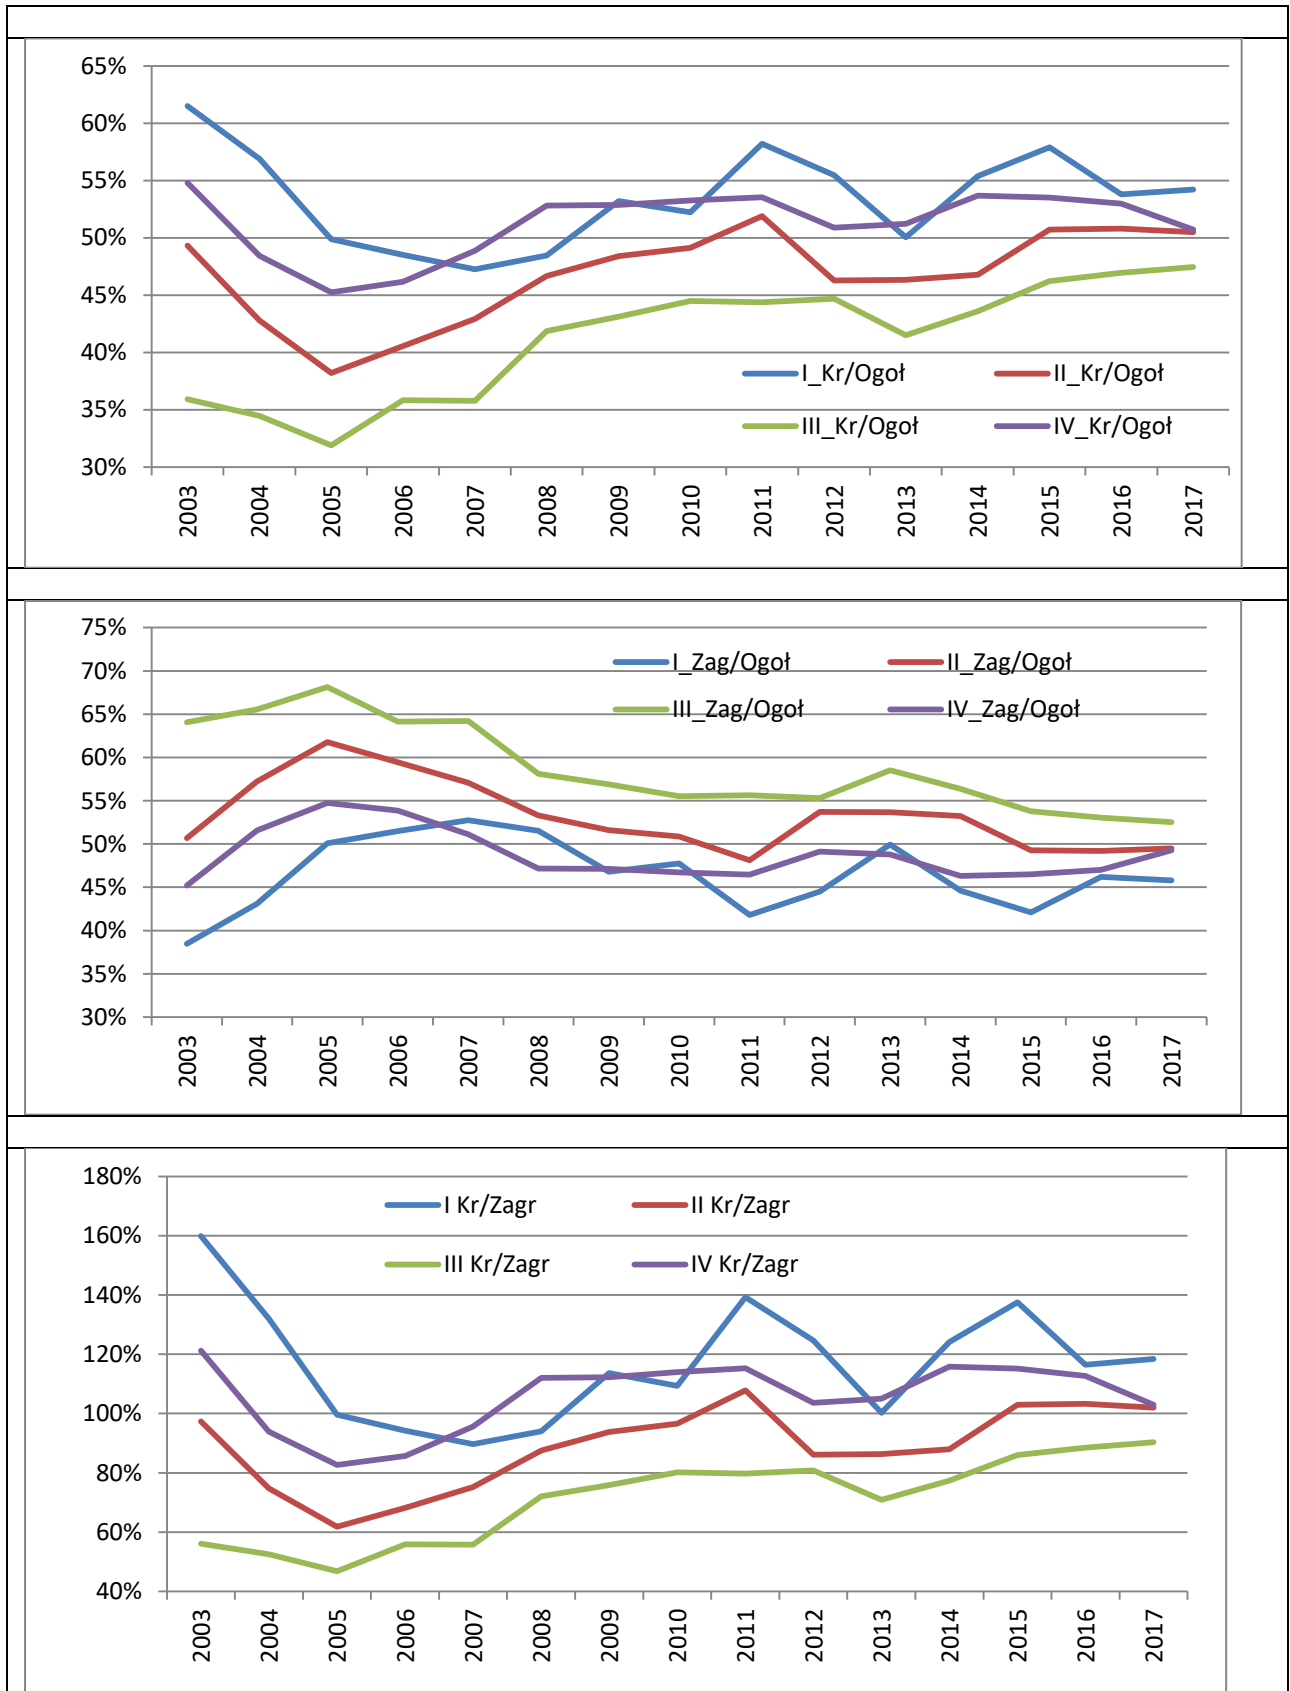 65%
60%
55%
50%
45%
40%
35%
30%
I_Kr/Ogoł II_Kr/Ogoł
III_Kr/Ogoł IV_Kr/Ogoł
2003 2004 2005 2006 2007 2008 2009 2010 2011 2012 2013 2014 2015 2016 2017
75%
70%
65%
60%
55%
50%
45%
40%
35%
30%
I_Zag/Ogoł II_Zag/Ogoł
III_Zag/Ogoł IV_Zag/Ogoł
2003 2004 2005 2006 2007 2008 2009 2010 2011 2012 2013 2014 2015 2016 2017
180%
160%
140%
120%
100%
80%
60%
40%
I Kr/Zagr II Kr/Zagr
III Kr/Zagr IV Kr/Zagr
2003 2004 2005 2006 2007 2008 2009 2010 2011 2012 2013 2014 2015 2016 2017